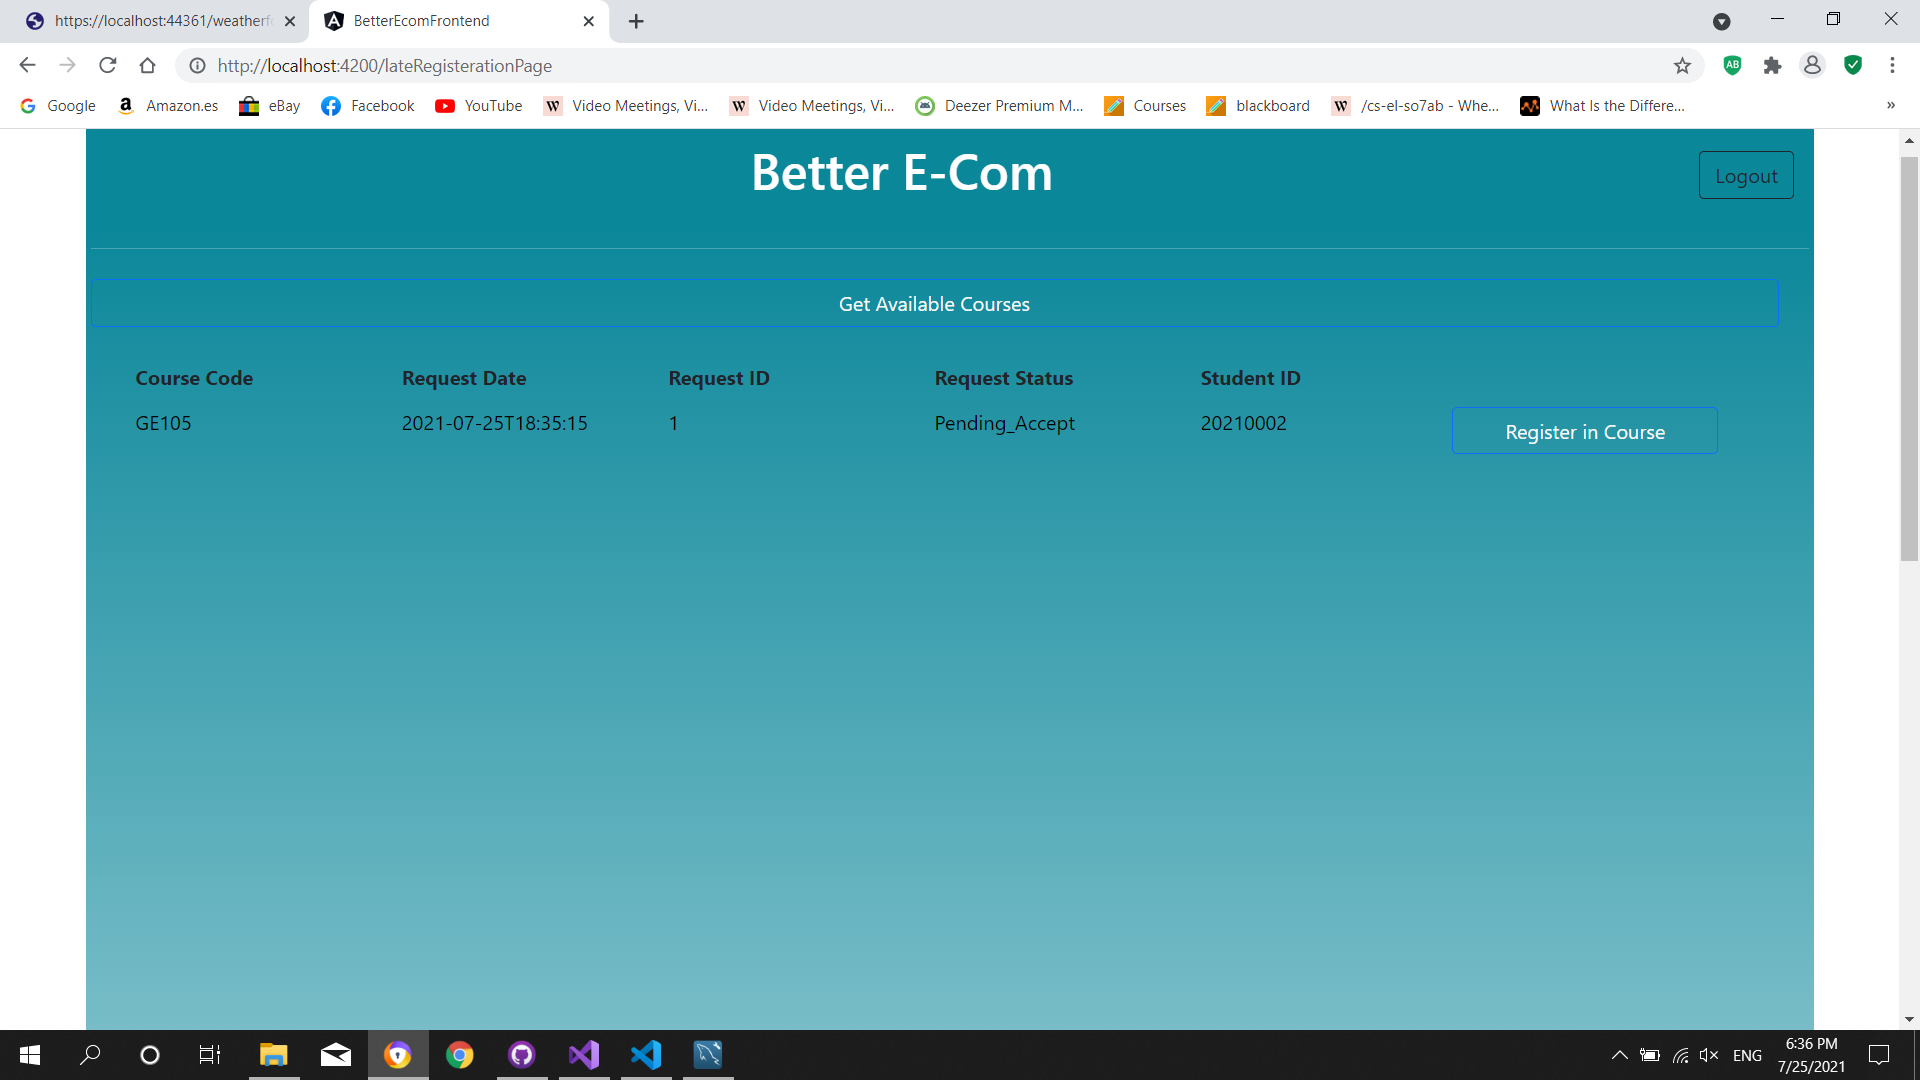 https://localhost:44361/weatherf
BetterEcomFrontend
http://localhost:4200/lateRegisterationPage
AB
Google
Amazon.es
eBay
Facebook
YouTube
Video Meetings, Vi...
Video Meetings, Vi...
Deezer Premium M...
Courses
blackboard
/cs-el-so7ab - Whe...
What Is the Differe...
»
Better E-Com
Logout
Get Available Courses
Course Code Request Date Request ID Request Status Student ID
GE105 2021-07-25T18:35:15 1 Pending_Accept 20210002 Register in Course
ENG
6:36 PM
7/25/2021